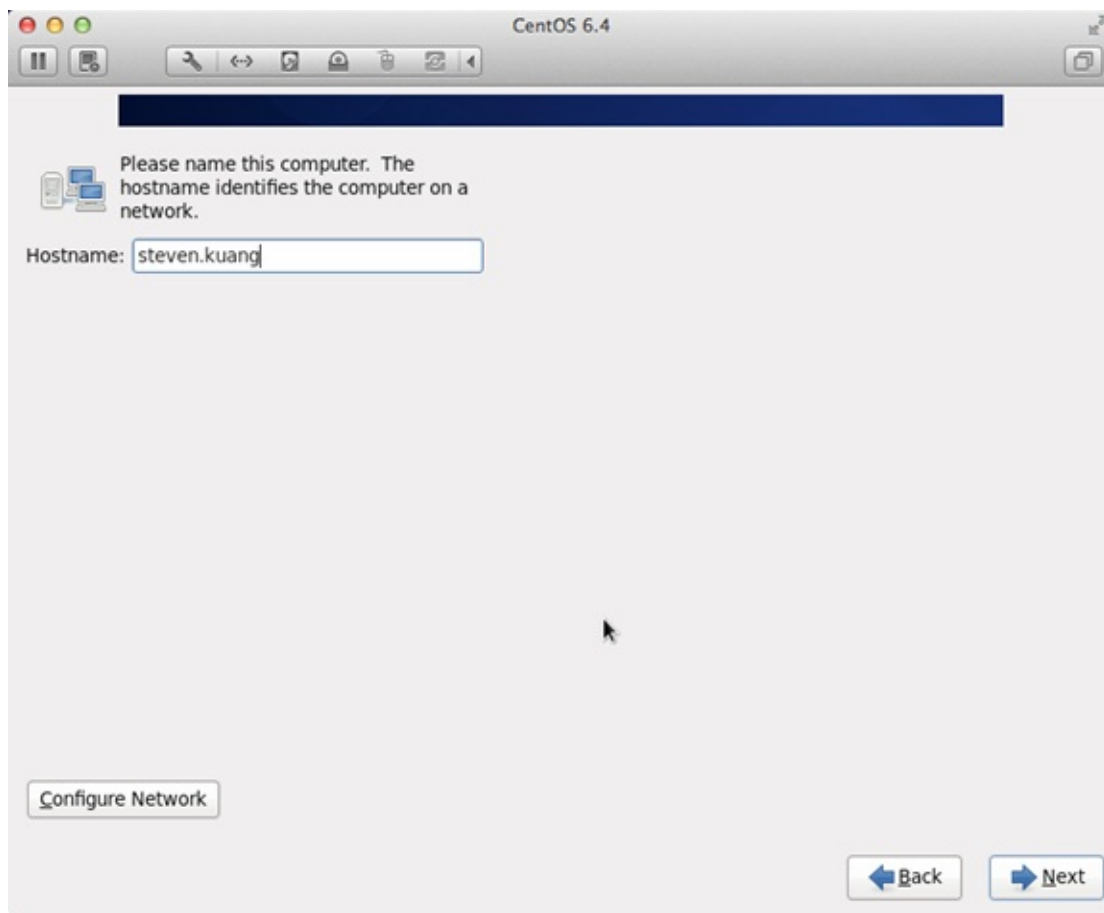 CentOS 6.4
Please name this computer.  The
hostname identifies the computer on a
network.
Hostname: steven.kuang
Configure Network
Back
Next